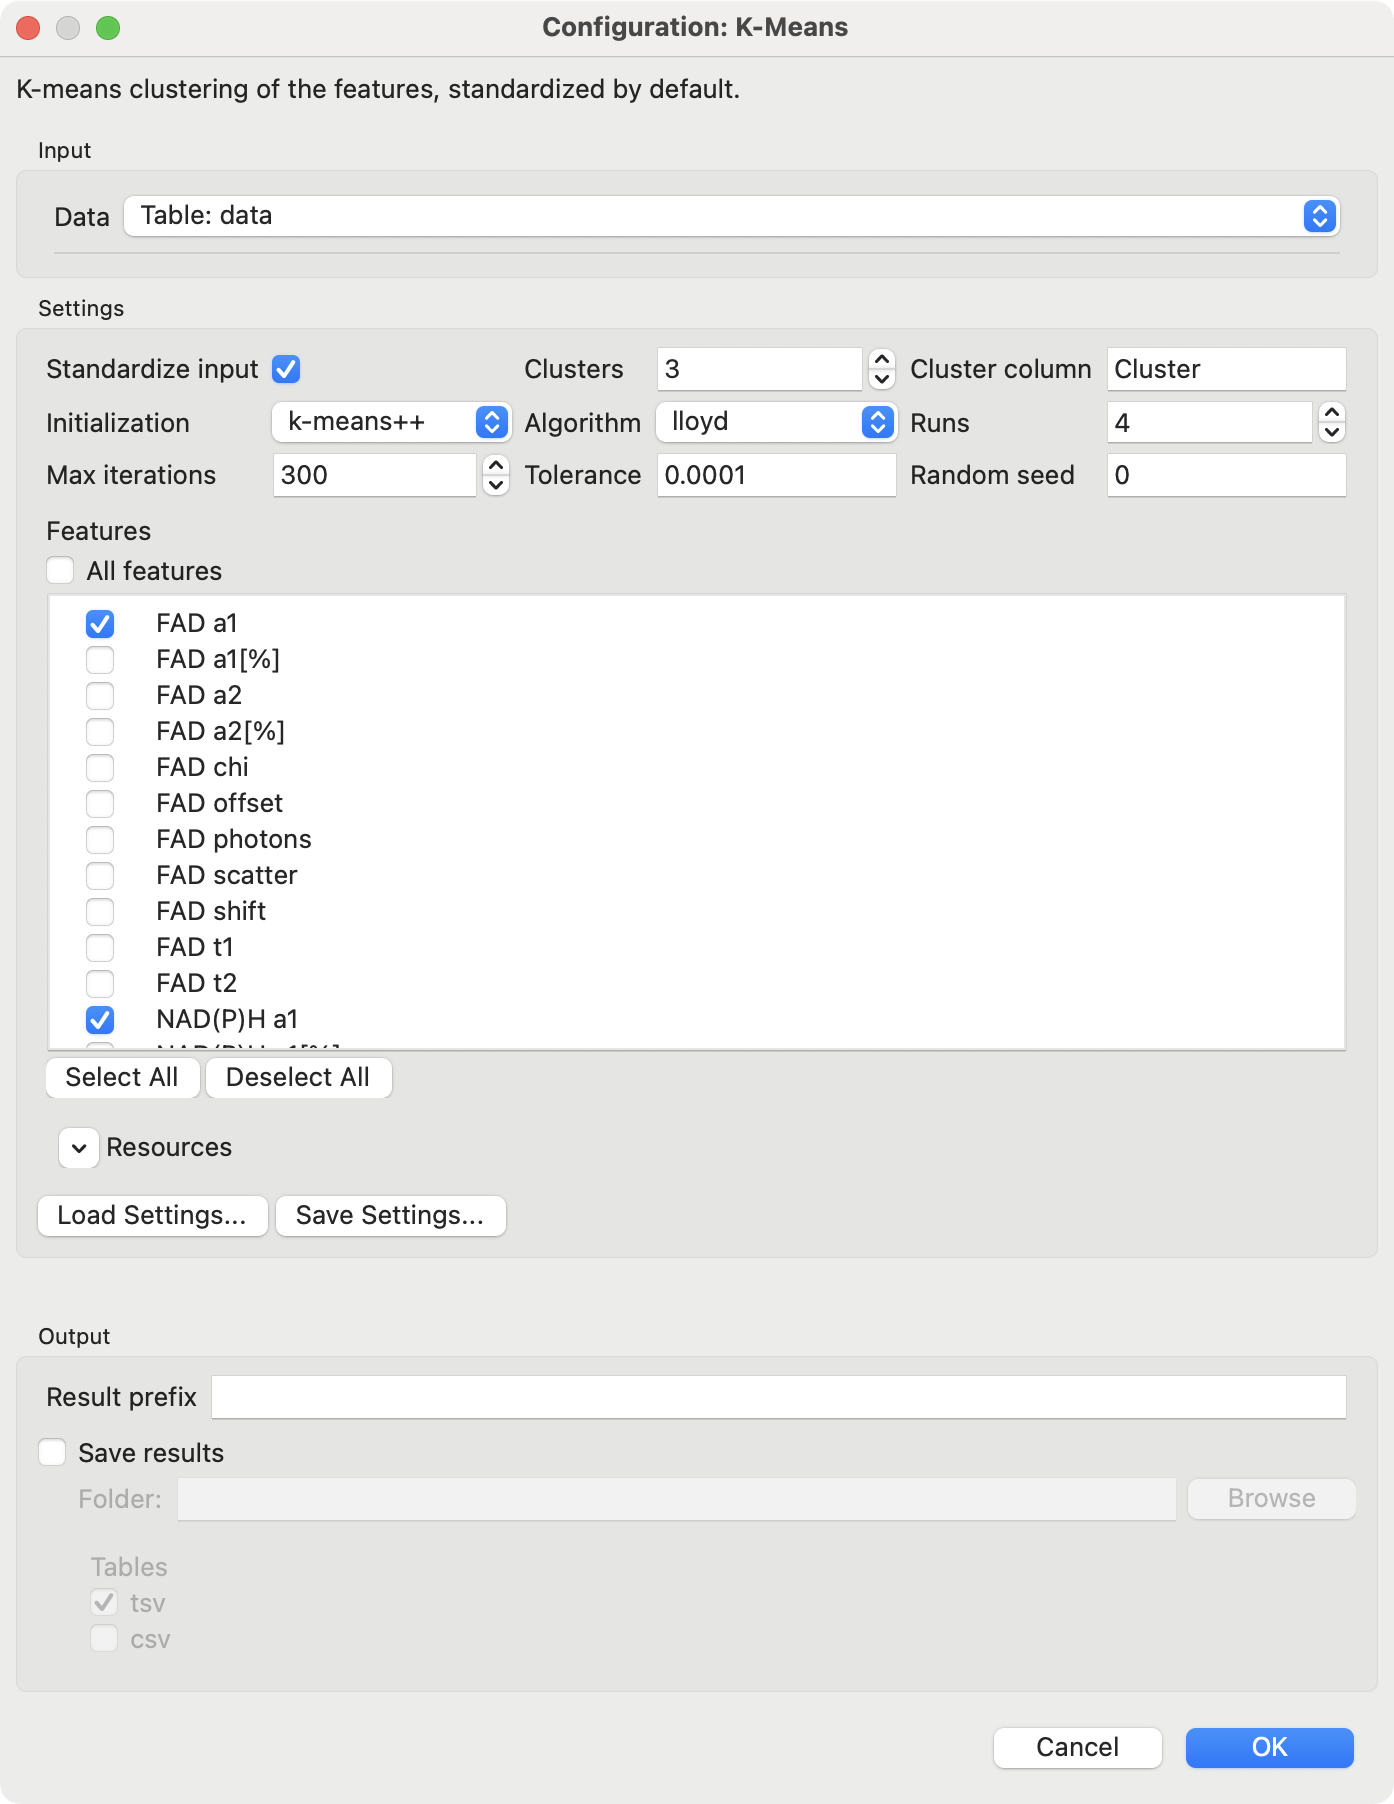 Configuration: K-Means
K-means clustering of the features, standardized by default.
Input
Data Table: data
Settings
Standardize input Clusters 3 Cluster column Cluster
Initialization k-means++ Algorithm lloyd Runs 4
Max iterations 300 Tolerance 0.0001 Random seed 0
Features
All features
FAD a1
FAD a1[%]
FAD a2
FAD a2[%]
FAD chi
FAD offset
FAD photons
FAD scatter
FAD shift
FAD t1
FAD t2
NAD(P)H a1
Select All Deselect All
Resources
Load Settings... Save Settings...
Output
Result prefix
Save results
Folder: Browse
Tables
tsv
csv
Cancel OK